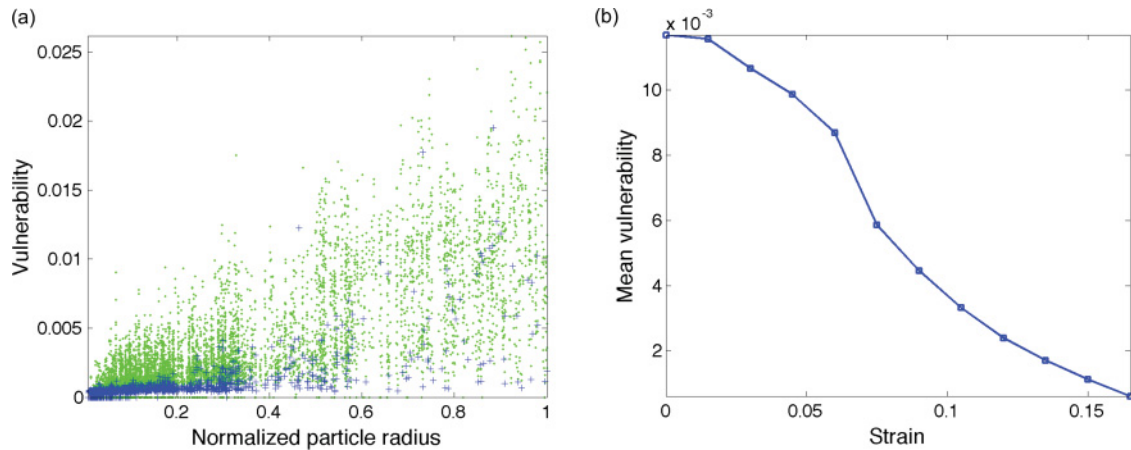 (a)
0.025
0.02
0.015
0.01
0.005
0
Vulnerability
0.2
0.4
0.6
0.8
1
Normalized particle radius
(b)
x 10⁻³
10
8
6
4
2
Mean vulnerability
0
0.05
0.1
0.15
Strain